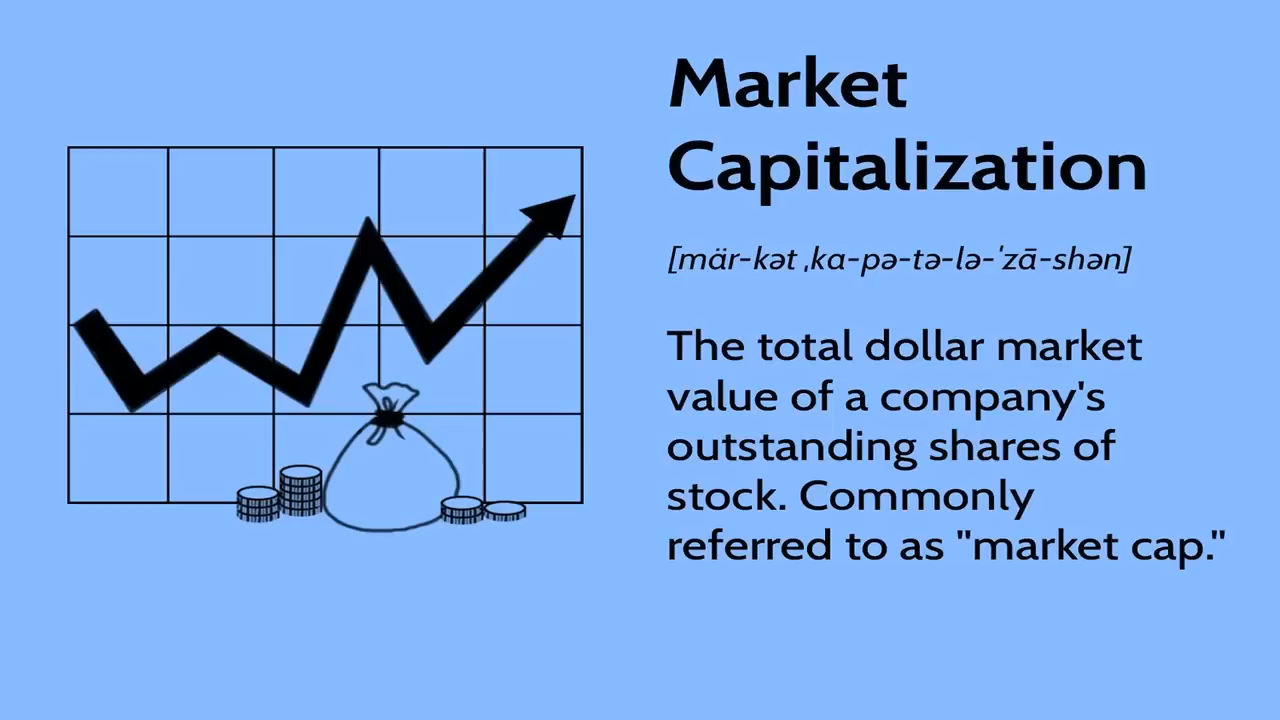 Market
Capitalization
[mär-kət ˌka-pə-tə-lə-ˈzā-shən]
The total dollar market
value of a company's
outstanding shares of
stock. Commonly
referred to as "market cap."